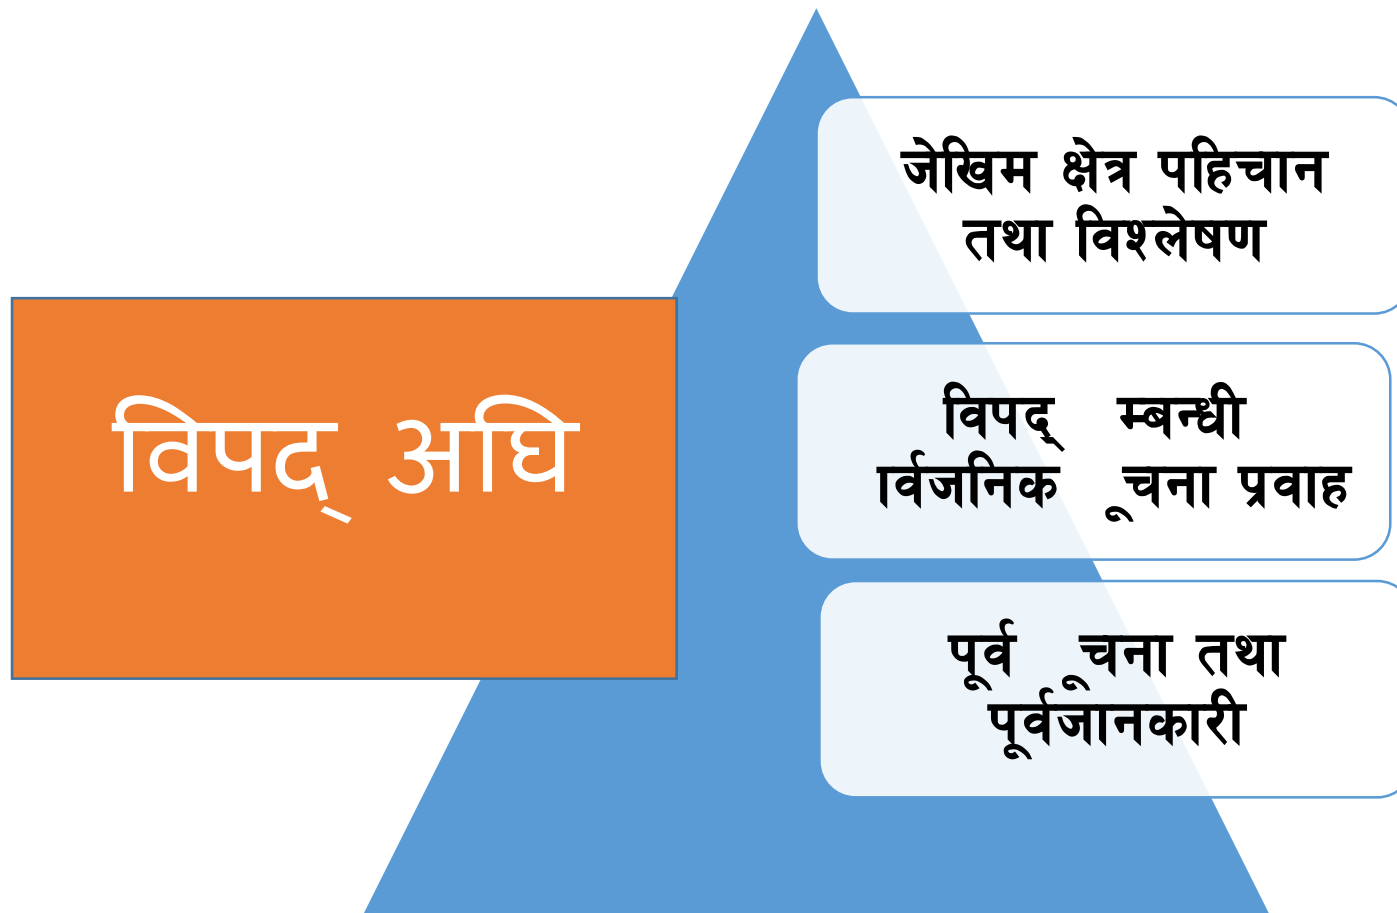 विपद् अघि
जेखिम क्षेत्र पहिचान
तथा विश्लेषण
विपद् म्बन्धी
ार्वजनिक ूचना प्रवाह
पूर्व ूचना तथा
पूर्वजानकारी